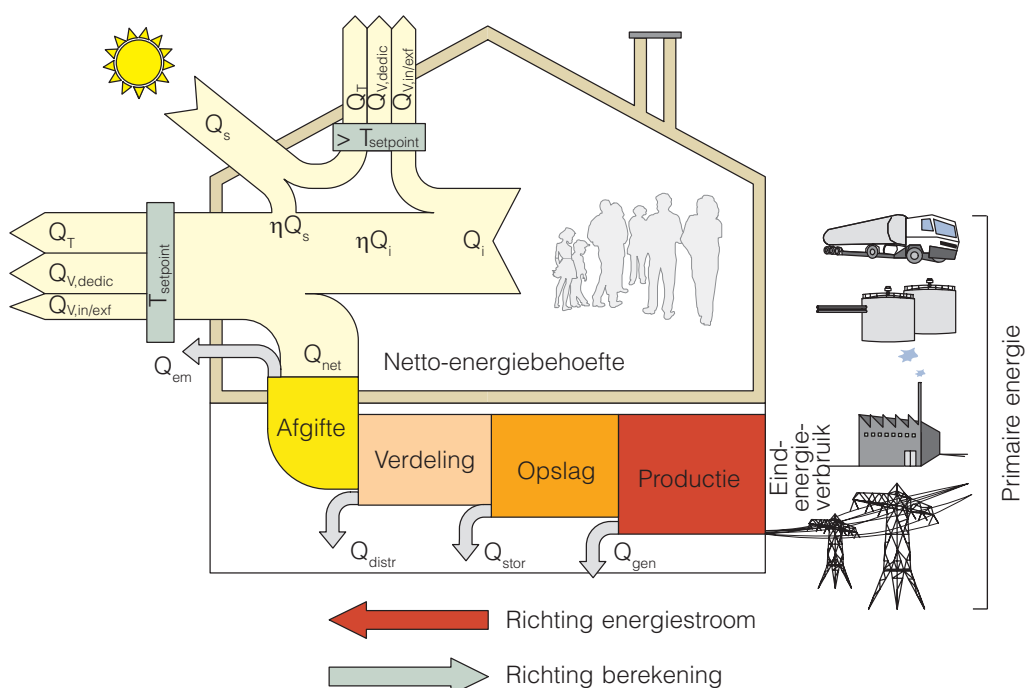 Q_T
Q_V,dedic
Q_V,in/exf
> T_setpoint
Q_s
ηQ_s
ηQ_i
Q_i
Q_T
Q_V,dedic
Q_V,in/exf
T_setpoint
Q_em
Q_net
Netto-energiebehoefte
Afgifte
Verdeling
Opslag
Productie
Eind-
energie-
verbruik
Primaire energie
Q_distr
Q_stor
Q_gen
Richting energiestroom
Richting berekening